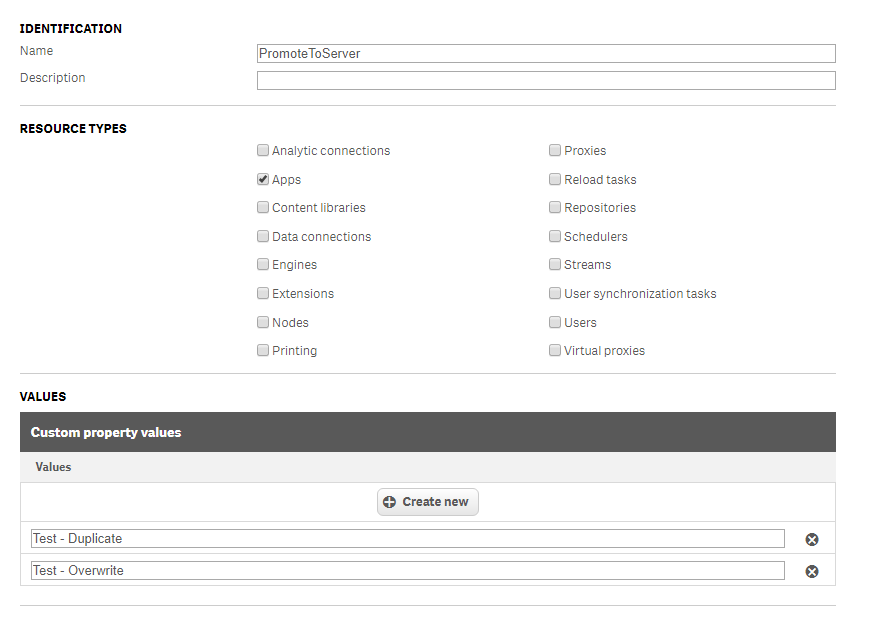 IDENTIFICATION
Name PromoteToServer
Description
RESOURCE TYPES
Analytic connections Proxies
Apps Reload tasks
Content libraries Repositories
Data connections Schedulers
Engines Streams
Extensions User synchronization tasks
Nodes Users
Printing Virtual proxies
VALUES
Custom property values
Values
Create new
Test - Duplicate
Test - Overwrite